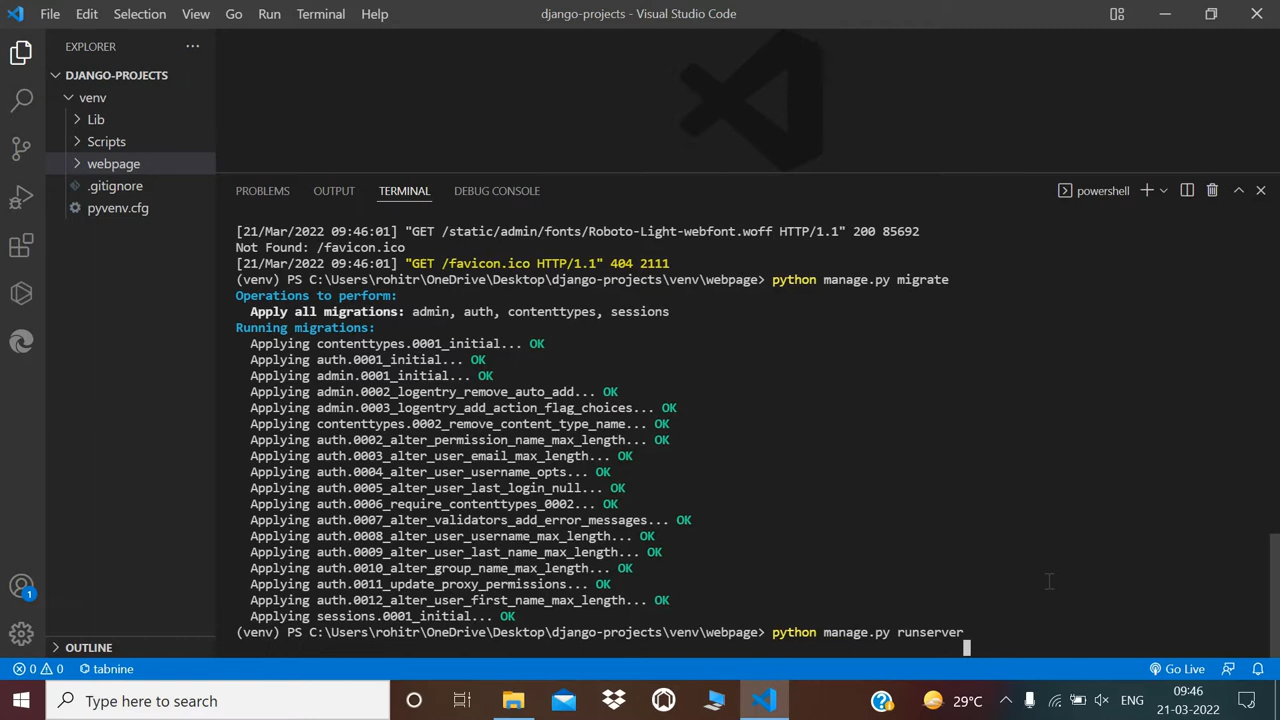 File Edit Selection View Go Run Terminal Help
django-projects - Visual Studio Code
EXPLORER
DJANGO-PROJECTS
venv
Lib
Scripts
webpage
.gitignore
pyvenv.cfg
OUTLINE
PROBLEMS OUTPUT TERMINAL DEBUG CONSOLE
powershell
[21/Mar/2022 09:46:01] "GET /static/admin/fonts/Roboto-Light-webfont.woff HTTP/1.1" 200 85692
Not Found: /favicon.ico
[21/Mar/2022 09:46:01] "GET /favicon.ico HTTP/1.1" 404 2111
(venv) PS C:\Users\rohitr\OneDrive\Desktop\django-projects\venv\webpage> python manage.py migrate
Operations to perform:
Apply all migrations: admin, auth, contenttypes, sessions
Running migrations:
Applying contenttypes.0001_initial... OK
Applying auth.0001_initial... OK
Applying admin.0001_initial... OK
Applying admin.0002_logentry_remove_auto_add... OK
Applying admin.0003_logentry_add_action_flag_choices... OK
Applying contenttypes.0002_remove_content_type_name... OK
Applying auth.0002_alter_permission_name_max_length... OK
Applying auth.0003_alter_user_email_max_length... OK
Applying auth.0004_alter_user_username_opts... OK
Applying auth.0005_alter_user_last_login_null... OK
Applying auth.0006_require_contenttypes_0002... OK
Applying auth.0007_alter_validators_add_error_messages... OK
Applying auth.0008_alter_user_username_max_length... OK
Applying auth.0009_alter_user_last_name_max_length... OK
Applying auth.0010_alter_group_name_max_length... OK
Applying auth.0011_update_proxy_permissions... OK
Applying auth.0012_alter_user_first_name_max_length... OK
Applying sessions.0001_initial... OK
(venv) PS C:\Users\rohitr\OneDrive\Desktop\django-projects\venv\webpage> python manage.py runserver
1
0 0 tabnine
Go Live
Type here to search
29°C
ENG
09:46
21-03-2022